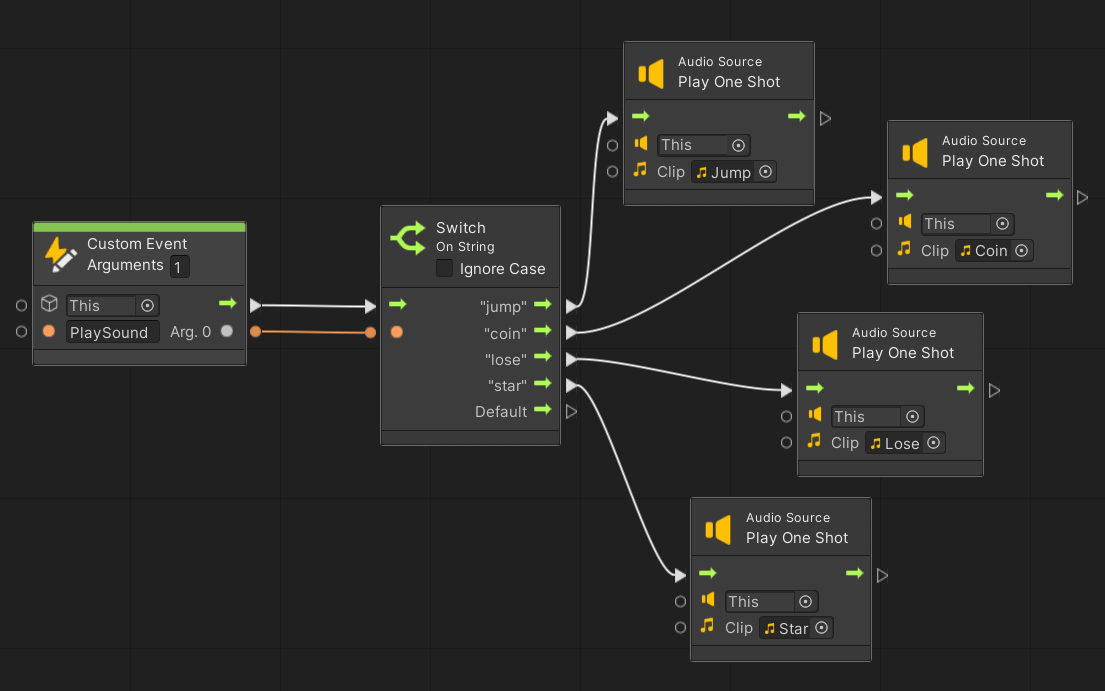 Custom Event
Arguments 1
This
PlaySound Arg. 0
Switch
On String
Ignore Case
"jump"
"coin"
"lose"
"star"
Default
Audio Source
Play One Shot
This
Clip Jump
Audio Source
Play One Shot
This
Clip Coin
Audio Source
Play One Shot
This
Clip Lose
Audio Source
Play One Shot
This
Clip Star